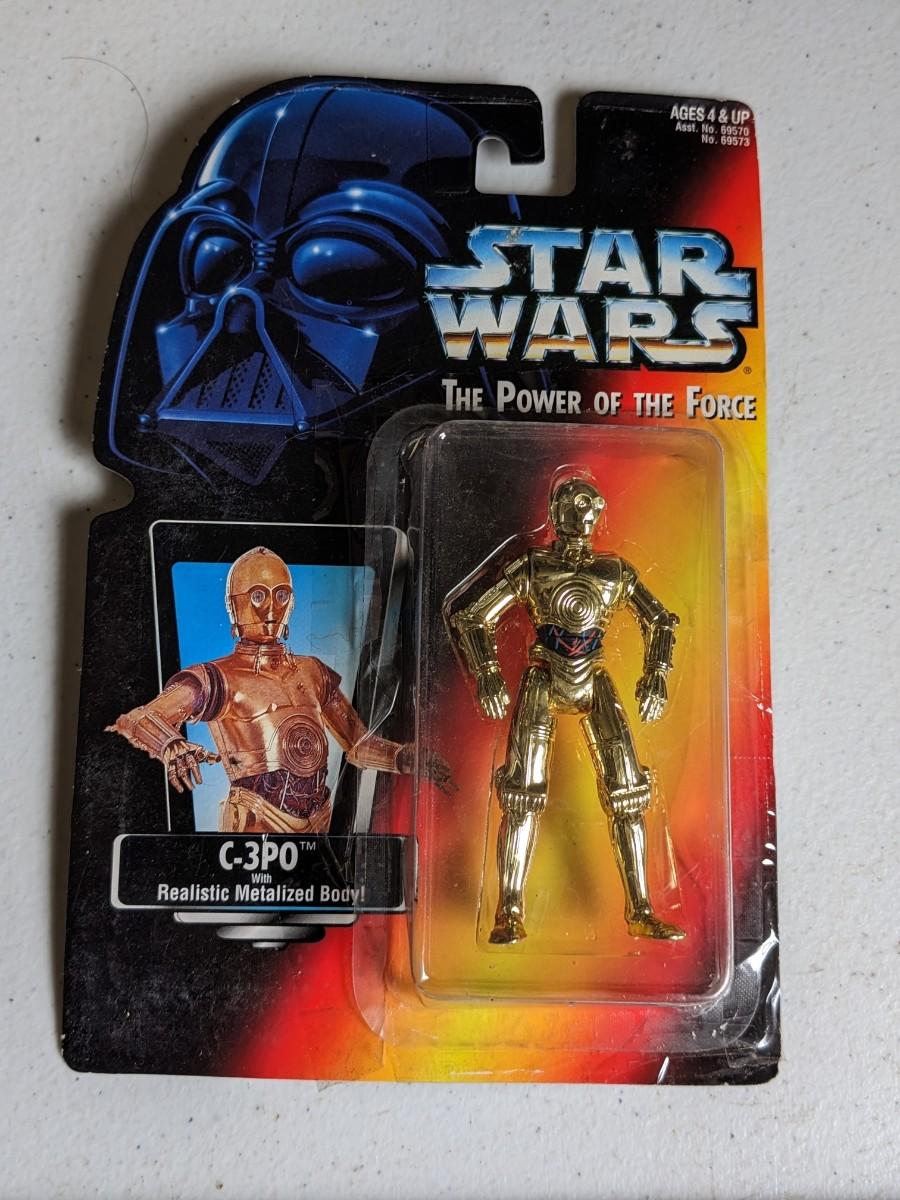 AGES 4 & UP
Asst. No. 69570
No. 69573
STAR
WARS®
THE POWER OF THE FORCE
C-3PO™
With
Realistic Metalized Body!